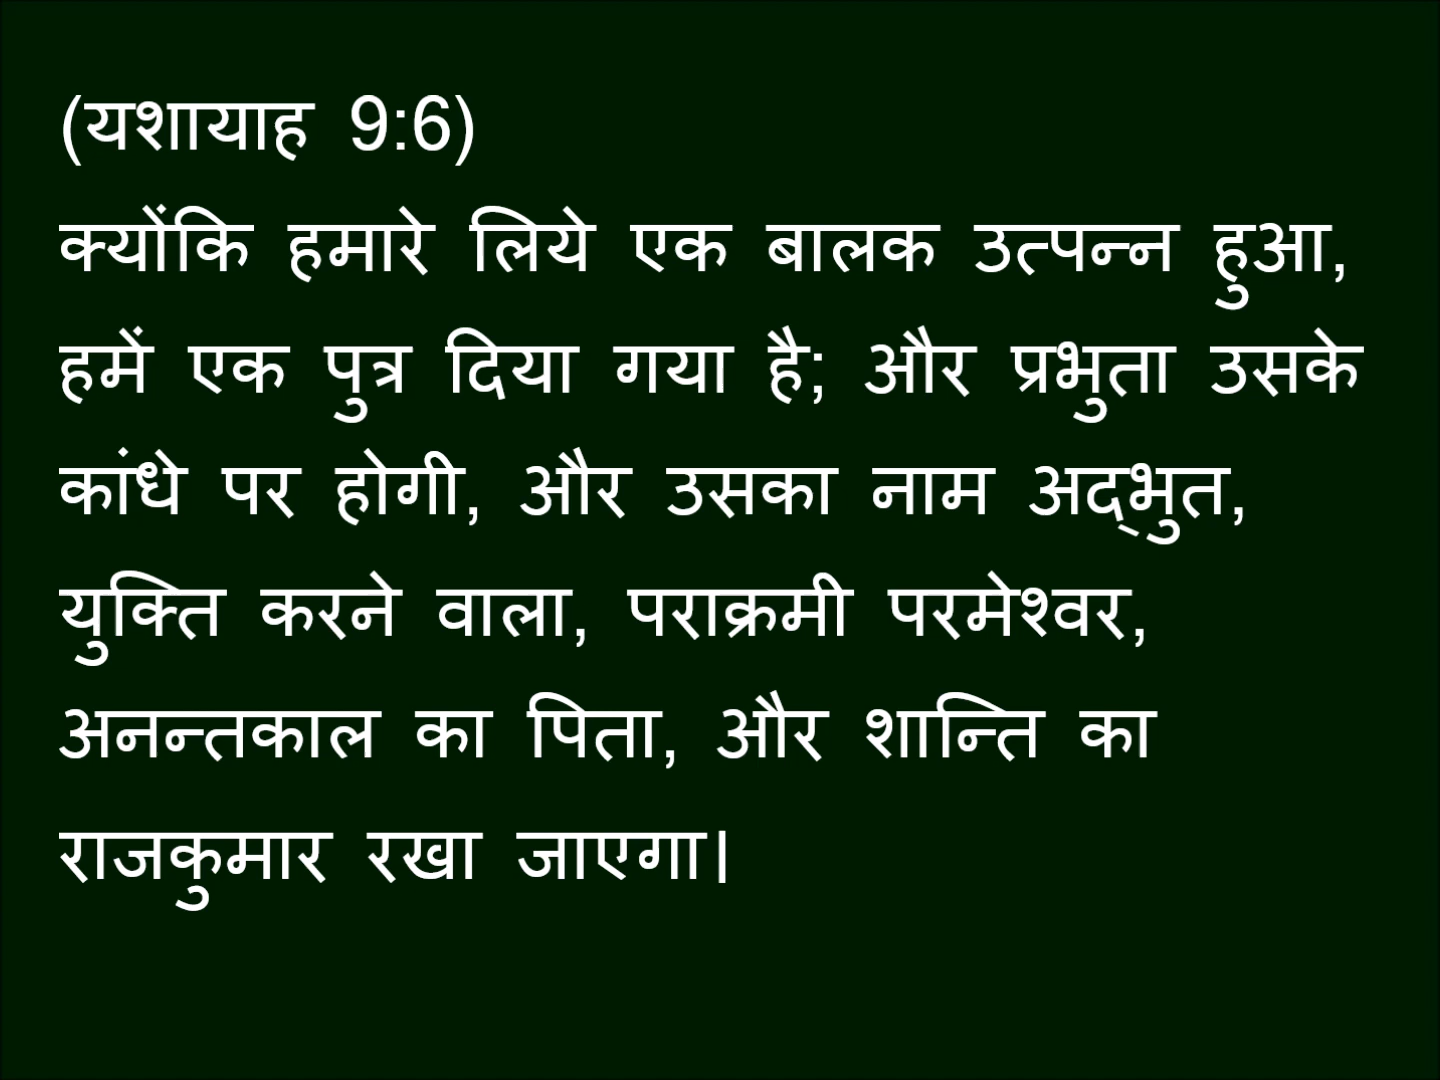 (यशायाह 9:6)
क्योंकि हमारे लिये एक बालक उत्पन्न हुआ,
हमें एक पुत्र दिया गया है; और प्रभुता उसके
कांधे पर होगी, और उसका नाम अद्‌भुत,
युक्ति करने वाला, पराक्रमी परमेश्वर,
अनन्तकाल का पिता, और शान्ति का
राजकुमार रखा जाएगा।